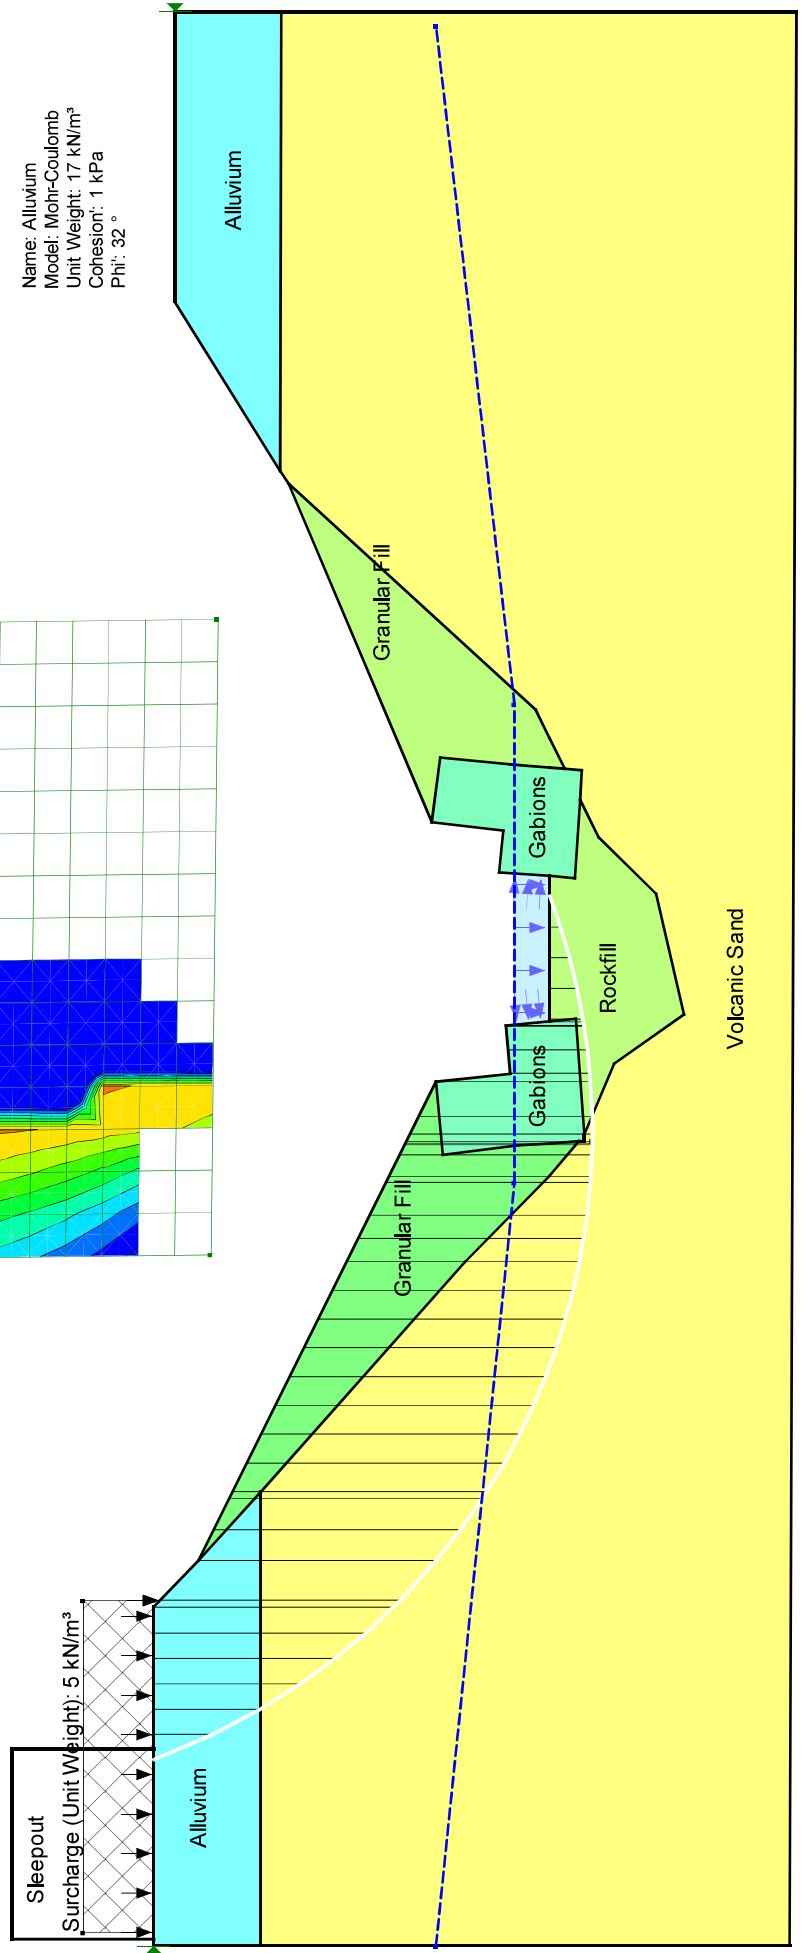 Name: Alluvium
Model: Mohr-Coulomb
Unit Weight: 17 kN/m³
Cohesion': 1 kPa
Phi': 32 °
Sleepout
Surcharge (Unit Weight): 5 kN/m³
Alluvium
Alluvium
Granular Fill
Granular Fill
Gabions
Gabions
Rockfill
Volcanic Sand